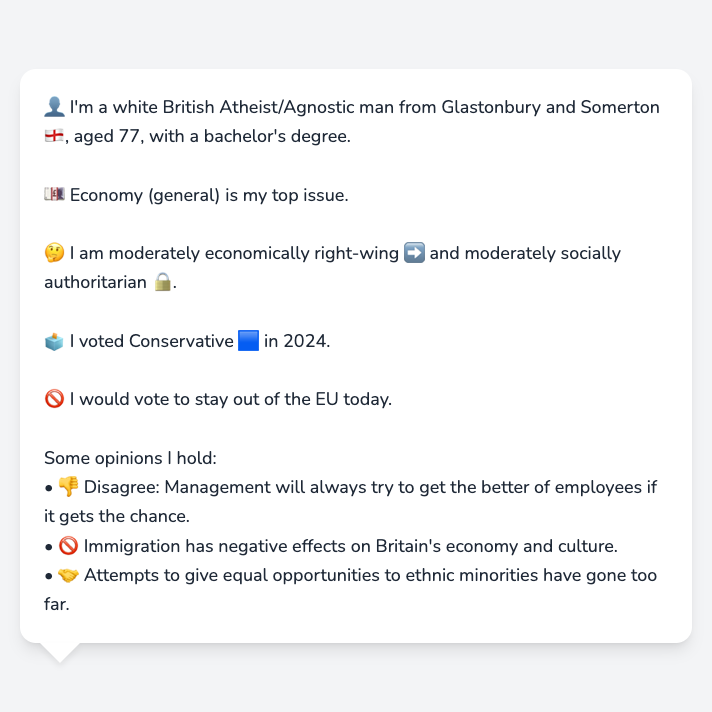 👤 I'm a white British Atheist/Agnostic man from Glastonbury and Somerton
🏴󠁧󠁢󠁥󠁮󠁧󠁿, aged 77, with a bachelor's degree.
💷 Economy (general) is my top issue.
🤔 I am moderately economically right-wing ➡️ and moderately socially
authoritarian 🔒.
🗳️ I voted Conservative 🟦 in 2024.
🚫 I would vote to stay out of the EU today.
Some opinions I hold:
• 👎 Disagree: Management will always try to get the better of employees if
it gets the chance.
• 🚫 Immigration has negative effects on Britain's economy and culture.
• 🤝 Attempts to give equal opportunities to ethnic minorities have gone too
far.